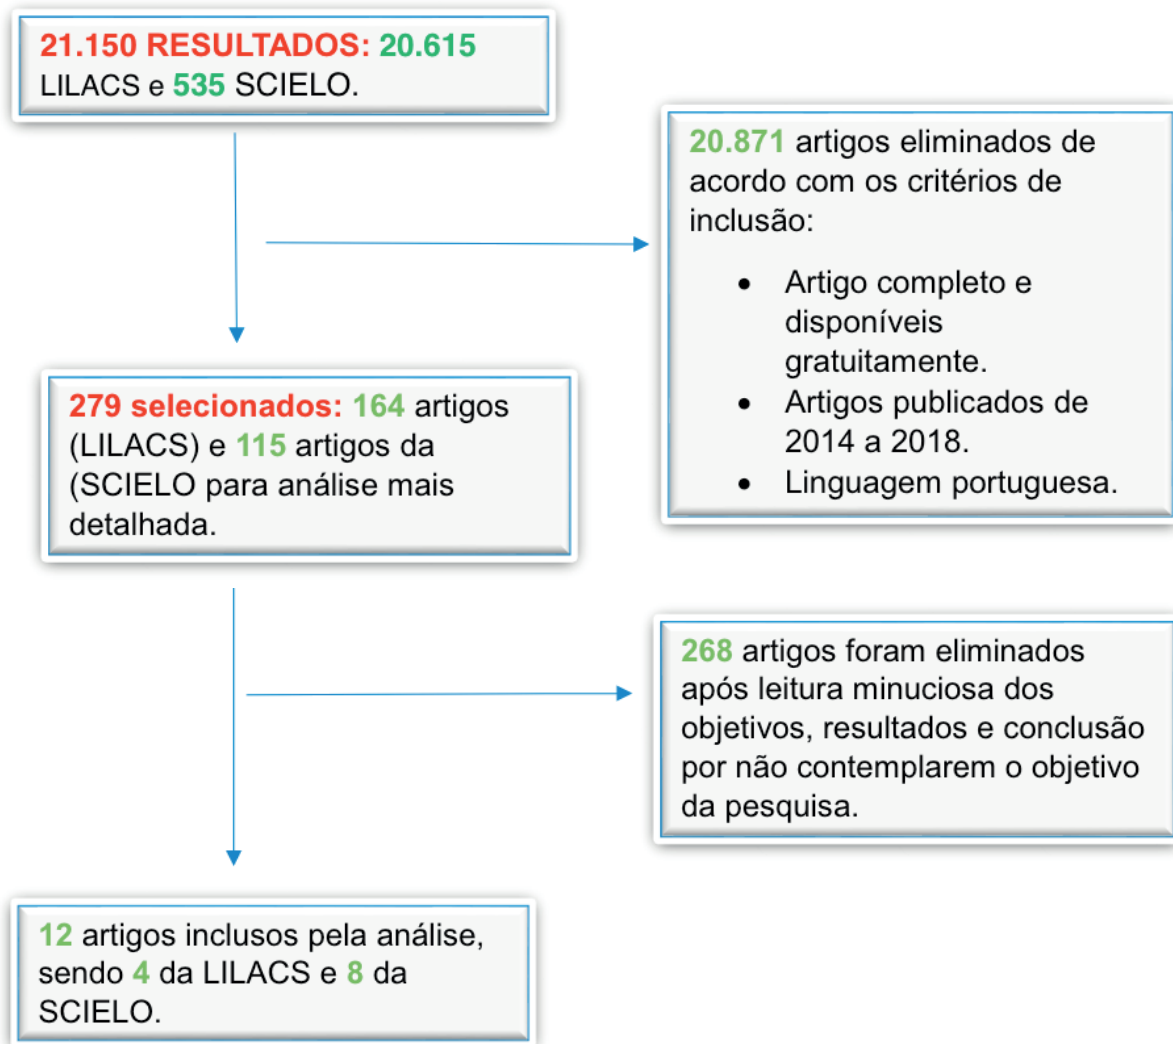 21.150 RESULTADOS: 20.615
LILACS e 535 SCIELO.
20.871 artigos eliminados de
acordo com os critérios de
inclusão:
• Artigo completo e
disponíveis
gratuitamente.
• Artigos publicados de
2014 a 2018.
• Linguagem portuguesa.
279 selecionados: 164 artigos
(LILACS) e 115 artigos da
(SCIELO para análise mais
detalhada.
268 artigos foram eliminados
após leitura minuciosa dos
objetivos, resultados e conclusão
por não contemplarem o objetivo
da pesquisa.
12 artigos inclusos pela análise,
sendo 4 da LILACS e 8 da
SCIELO.